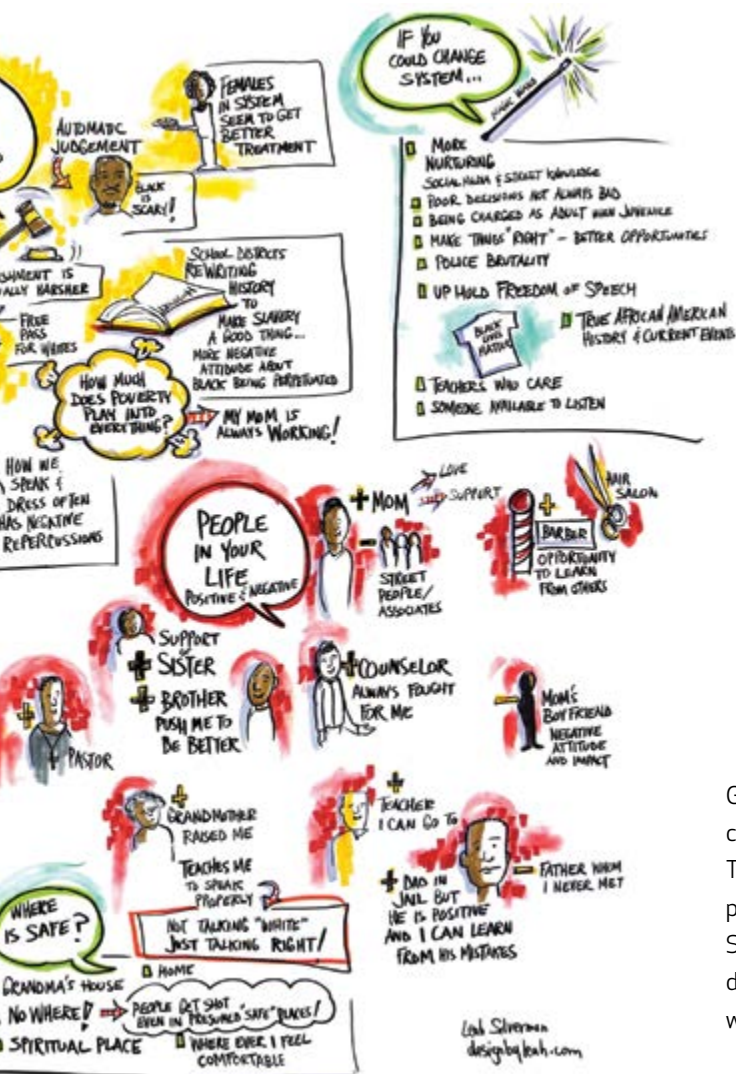 FEMALES
IN SYSTEM
SEEM TO GET
BETTER
TREATMENT
AUTOMATIC
JUDGEMENT
BLACK
IS
SCARY!
SHMENT IS
ALLY HARSHER
FREE
PASS
FOR WHITES
SCHOOL DISTRICTS
REWRITING
HISTORY
TO
MAKE SLAVERY
A GOOD THING...
MORE NEGATIVE
ATTITUDE ABOUT
BLACK BEING PERPETUATED
HOW MUCH
DOES POVERTY
PLAY INTO
EVERYTHING?
MY MOM IS
ALWAYS WORKING!
HOW WE
SPEAK &
DRESS OFTEN
HAS NEGATIVE
REPERCUSSIONS
IF YOU
COULD CHANGE
SYSTEM...
MAGIC WAND
MORE
NURTURING
SOCIAL MEDIA & STREET KNOWLEDGE
POOR DECISIONS NOT ALWAYS BAD
BEING CHARGED AS ADULT WHEN JUVENILE
MAKE THINGS "RIGHT" - BETTER OPPORTUNITIES
POLICE BRUTALITY
UP HOLD FREEDOM OF SPEECH
BLACK
LIVES
MATTER
TRUE AFRICAN AMERICAN
HISTORY & CURRENT EVENTS
TEACHERS WHO CARE
SOMEONE AVAILABLE TO LISTEN
PEOPLE
IN YOUR
LIFE
POSITIVE & NEGATIVE
+ MOM
LOVE
SUPPORT
-
STREET
PEOPLE/
ASSOCIATES
+
BARBER
OPPORTUNITY
TO LEARN
FROM OTHERS
HAIR
SALON
SUPPORT
+ SISTER
+ BROTHER
PUSH ME TO
BE BETTER
+ COUNSELOR
ALWAYS FOUGHT
FOR ME
- MOM'S
BOYFRIEND
NEGATIVE
ATTITUDE
AND IMPACT
+
PASTOR
+
GRANDMOTHER
RAISED ME
TEACHES ME
TO SPEAK
PROPERLY
NOT TALKING "WHITE"
JUST TALKING RIGHT!
+
TEACHER
I CAN GO TO
+ DAD IN
JAIL BUT
HE IS POSITIVE
AND I CAN LEARN
FROM HIS MISTAKES
- FATHER WHOM
I NEVER MET
WHERE
IS SAFE?
HOME
GRANDMA'S HOUSE
NO WHERE!
PEOPLE GET SHOT
EVEN IN PRESUMED "SAFE" PLACES!
SPIRITUAL PLACE
WHERE EVER I FEEL
COMFORTABLE
Leah Silverman
designbyleah.com
G
c
T
p
S
d
w